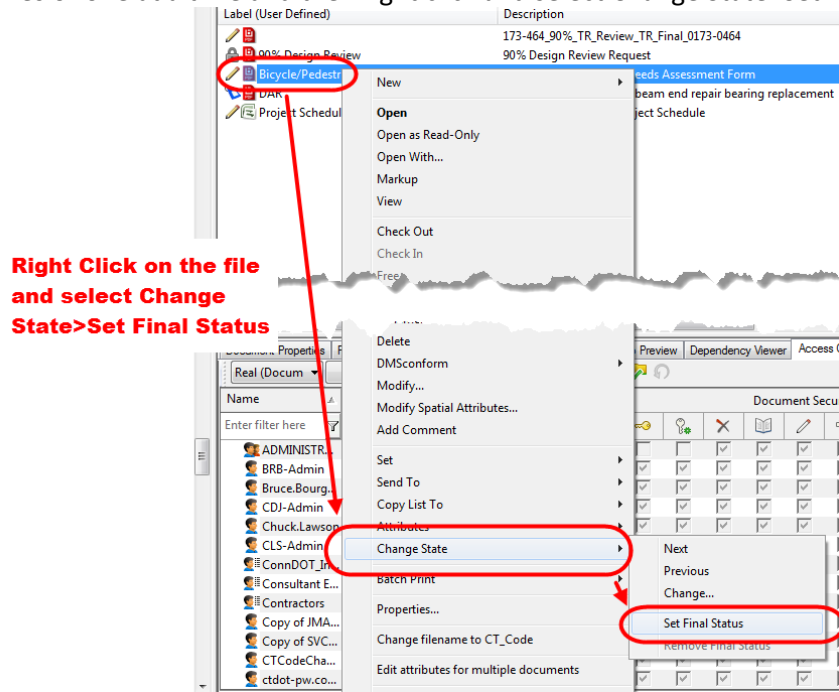 Label (User Defined) Description
173-464_90%_TR_Review_TR_Final_0173-0464
90% Design Review 90% Design Review Request
Bicycle/Pedestr eeds Assessment Form
DAR beam end repair bearing replacement
Project Schedul ject Schedule
New
Open
Open as Read-Only
Open With...
Markup
View
Check Out
Check In
Free
Right Click on the file
and select Change
State>Set Final Status
Delete
Document Properties Preview Dependency Viewer Access
DMSconform
Real (Docum
Modify...
Name Document Secu
Modify Spatial Attributes...
Enter filter here
Add Comment
ADMINISTR...
BRB-Admin
Set
Bruce.Bourg...
Send To
CDJ-Admin
Copy List To
Chuck.Lawson
Attributes
CLS-Admin
Change State Next
ConnDOT_In...
Previous
Consultant E...
Batch Print
Change...
Contractors
Properties...
Set Final Status
Copy of JMA...
Copy of SVC...
Change filename to CT_Code
Remove Final Status
CTCodeCha...
Edit attributes for multiple documents
ctdot-pw.co...